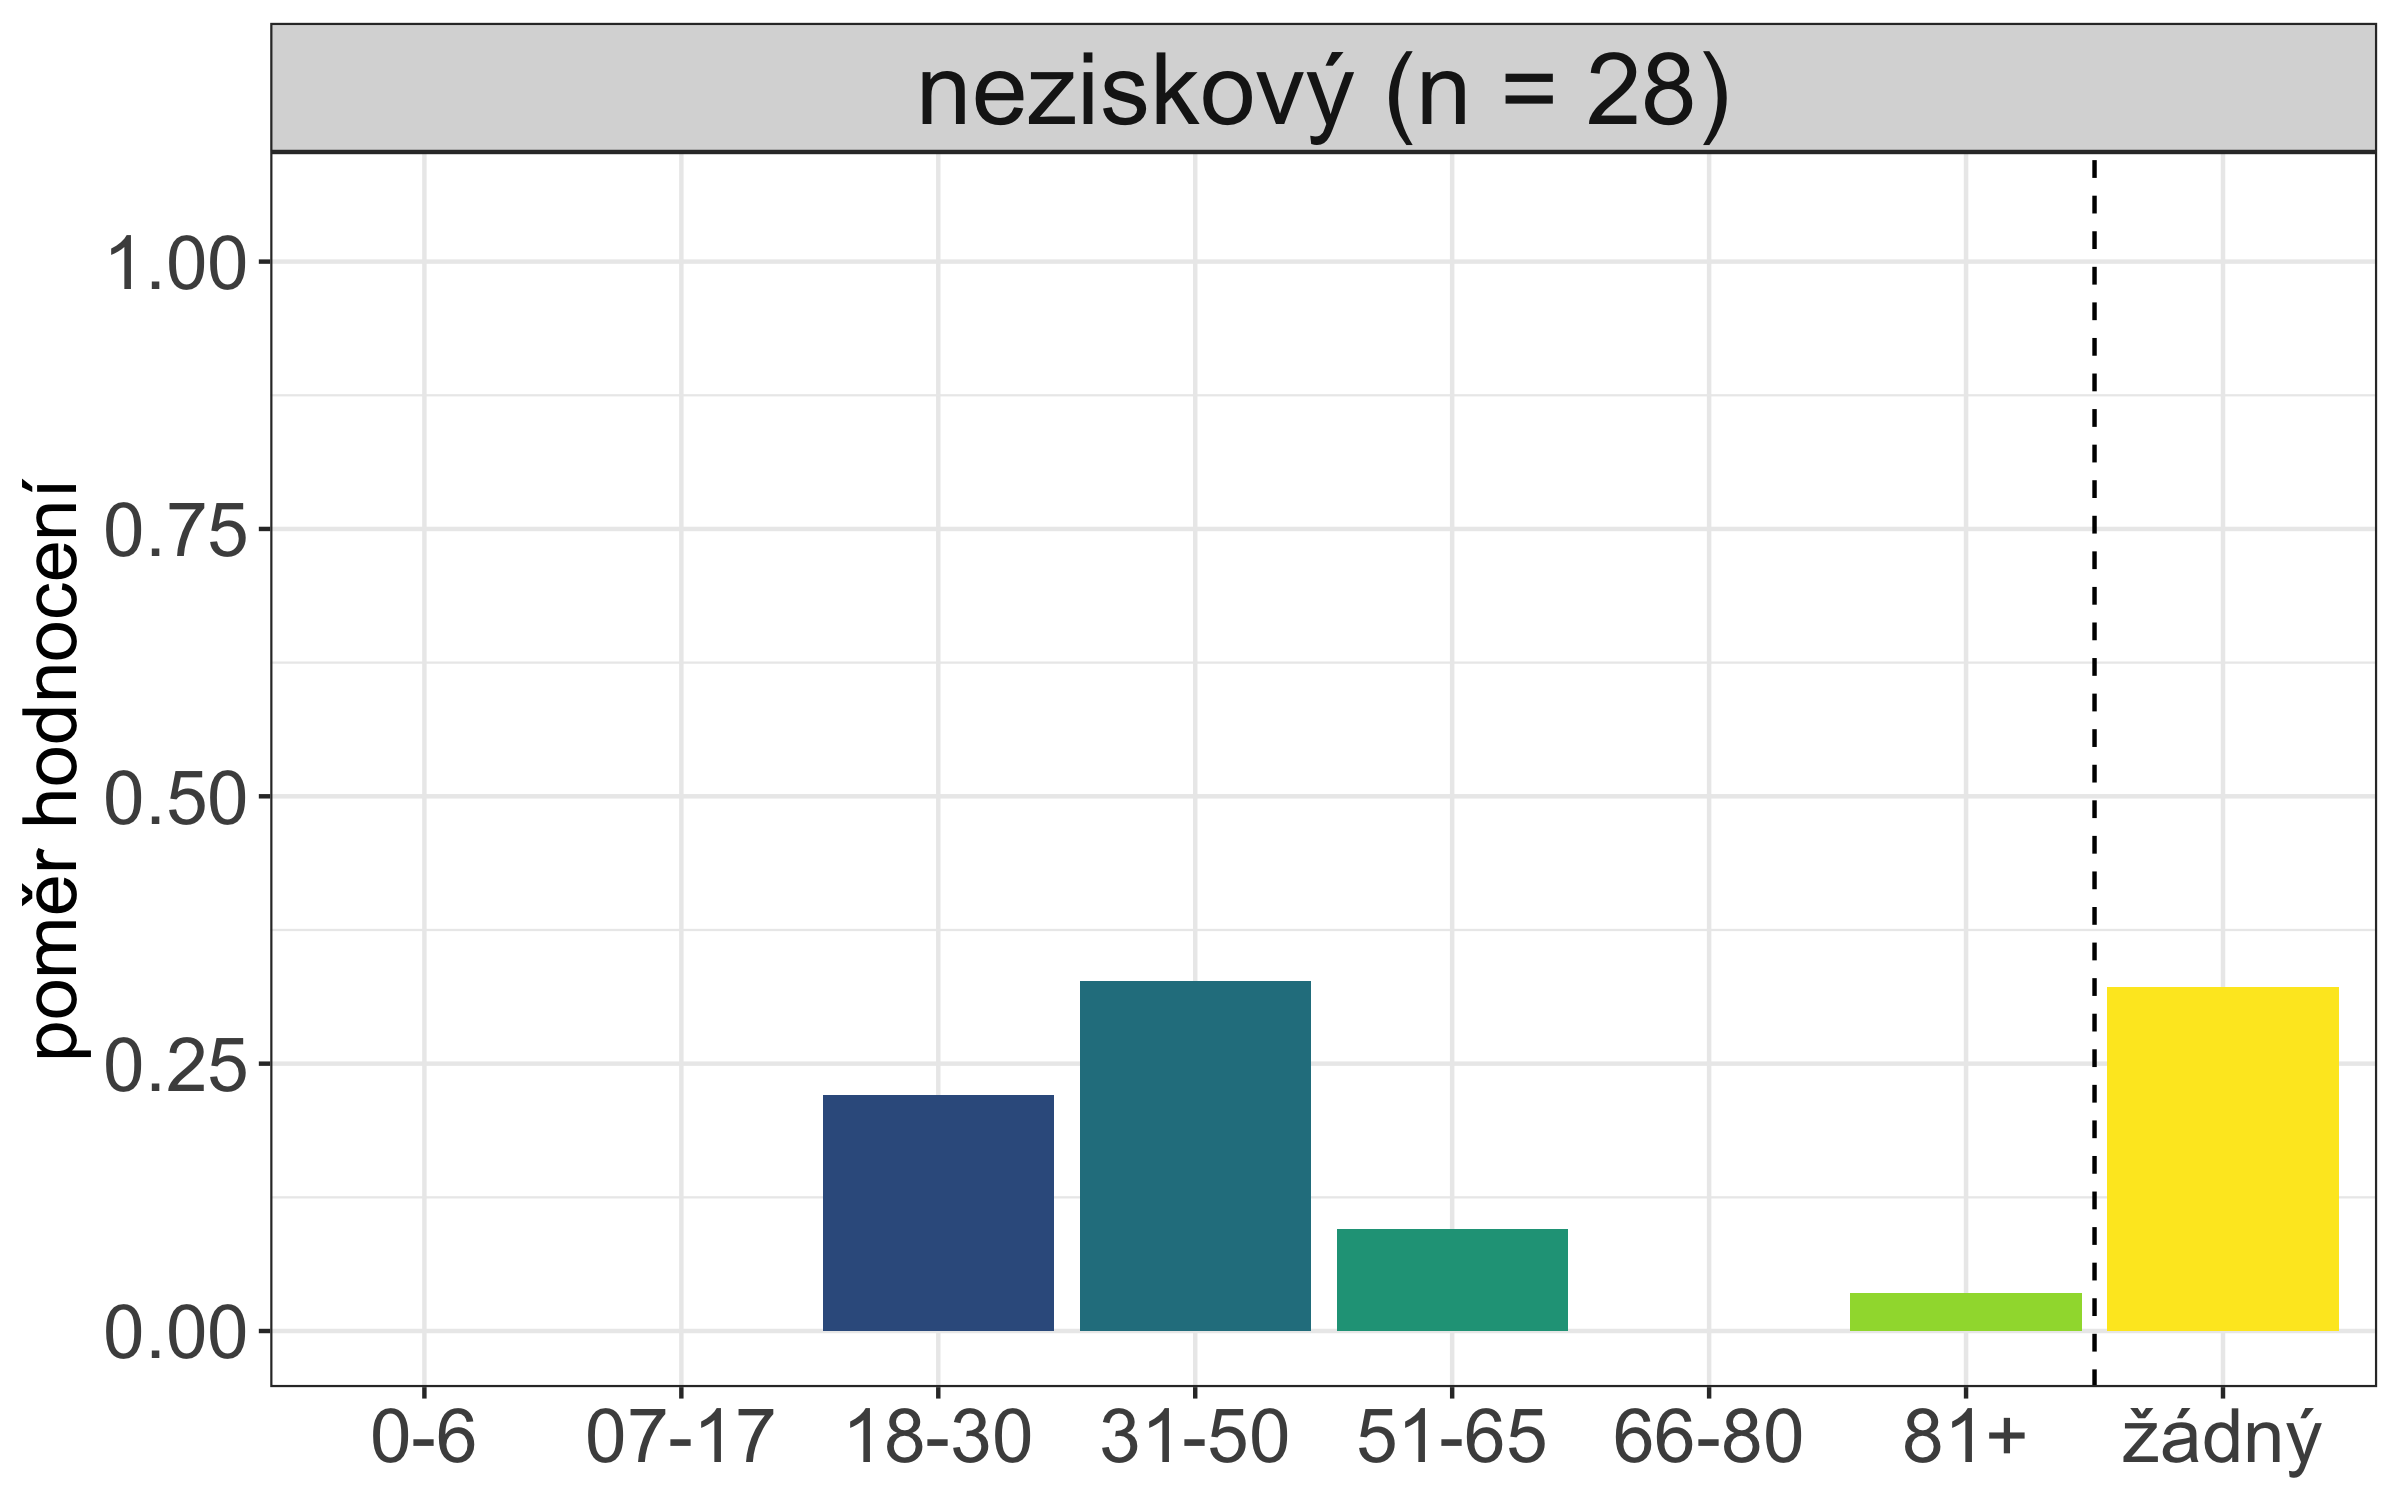 neziskový (n = 28)
poměr hodnocení
1.00
0.75
0.50
0.25
0.00
0-6 07-17 18-30 31-50 51-65 66-80 81+ žádný